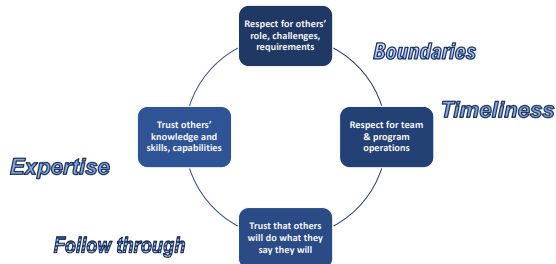 Respect for others'
role, challenges,
requirements
Boundaries
Timeliness
Trust others'
knowledge and
skills, capabilities
Respect for team
& program
operations
Expertise
Trust that others
will do what they
say they will
Follow through